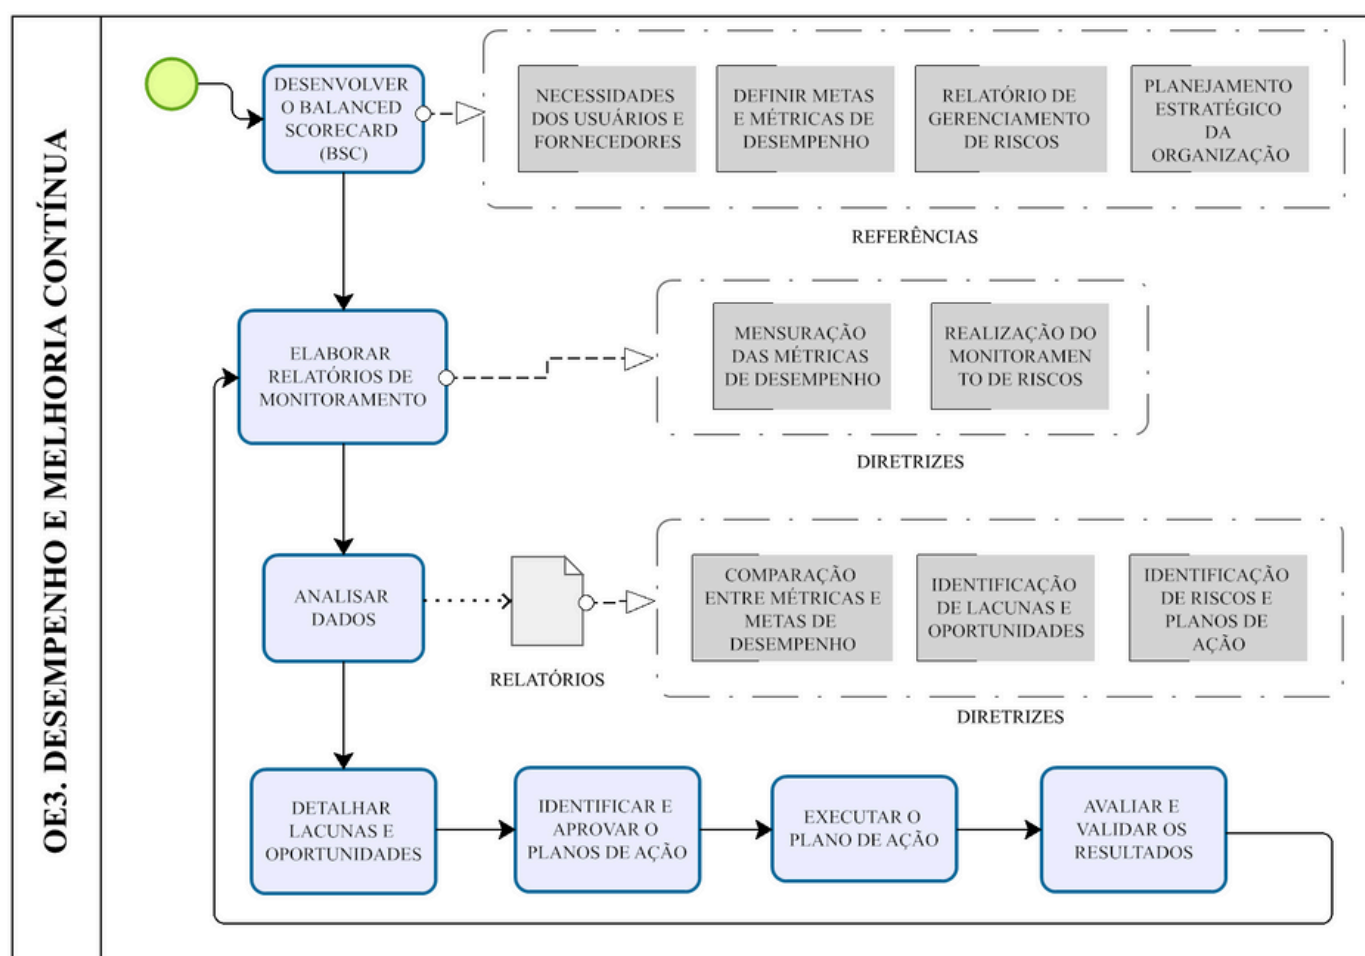 OE3. DESEMPENHO E MELHORIA CONTÍNUA
DESENVOLVER
O BALANCED
SCORECARD
(BSC)
NECESSIDADES
DOS USUÁRIOS E
FORNECEDORES
DEFINIR METAS
E MÉTRICAS DE
DESEMPENHO
RELATÓRIO DE
GERENCIAMENTO
DE RISCOS
PLANEJAMENTO
ESTRATÉGICO
DA
ORGANIZAÇÃO
REFERÊNCIAS
ELABORAR
RELATÓRIOS DE
MONITORAMENTO
MENSURAÇÃO
DAS MÉTRICAS
DE DESEMPENHO
REALIZAÇÃO DO
MONITORAMEN
TO DE RISCOS
DIRETRIZES
ANALISAR
DADOS
RELATÓRIOS
COMPARAÇÃO
ENTRE MÉTRICAS E
METAS DE
DESEMPENHO
IDENTIFICAÇÃO
DE LACUNAS E
OPORTUNIDADES
IDENTIFICAÇÃO
DE RISCOS E
PLANOS DE
AÇÃO
DIRETRIZES
DETALHAR
LACUNAS E
OPORTUNIDADES
IDENTIFICAR E
APROVAR O
PLANOS DE AÇÃO
EXECUTAR O
PLANO DE AÇÃO
AVALIAR E
VALIDAR OS
RESULTADOS